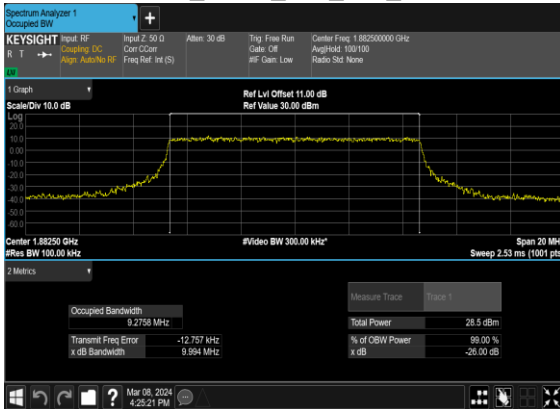 Spectrum Analyzer 1
Occupied BW
+
KEYSIGHT
R T
LXI
Input: RF
Coupling: DC
Align: Auto/No RF
Input Z: 50 Ω
Corr CCorr
Freq Ref: Int (S)
Atten: 30 dB
Trig: Free Run
Gate: Off
#IF Gain: Low
Center Freq: 1.882500000 GHz
Avg|Hold: 100/100
Radio Std: None
1 Graph
Scale/Div 10.0 dB
Ref Lvl Offset 11.00 dB
Ref Value 30.00 dBm
Log
20.0
10.0
0.00
-10.0
-20.0
-30.0
-40.0
-50.0
-60.0
Center 1.88250 GHz
#Res BW 100.00 kHz
#Video BW 300.00 kHz*
Span 20 MH
Sweep 2.53 ms (1001 pts
2 Metrics
Measure Trace Trace 1
Occupied Bandwidth
9.2758 MHz
Total Power 28.5 dBm
Transmit Freq Error -12.757 kHz
% of OBW Power 99.00 %
x dB Bandwidth 9.994 MHz
x dB -26.00 dB
?
Mar 08, 2024
4:25:21 PM